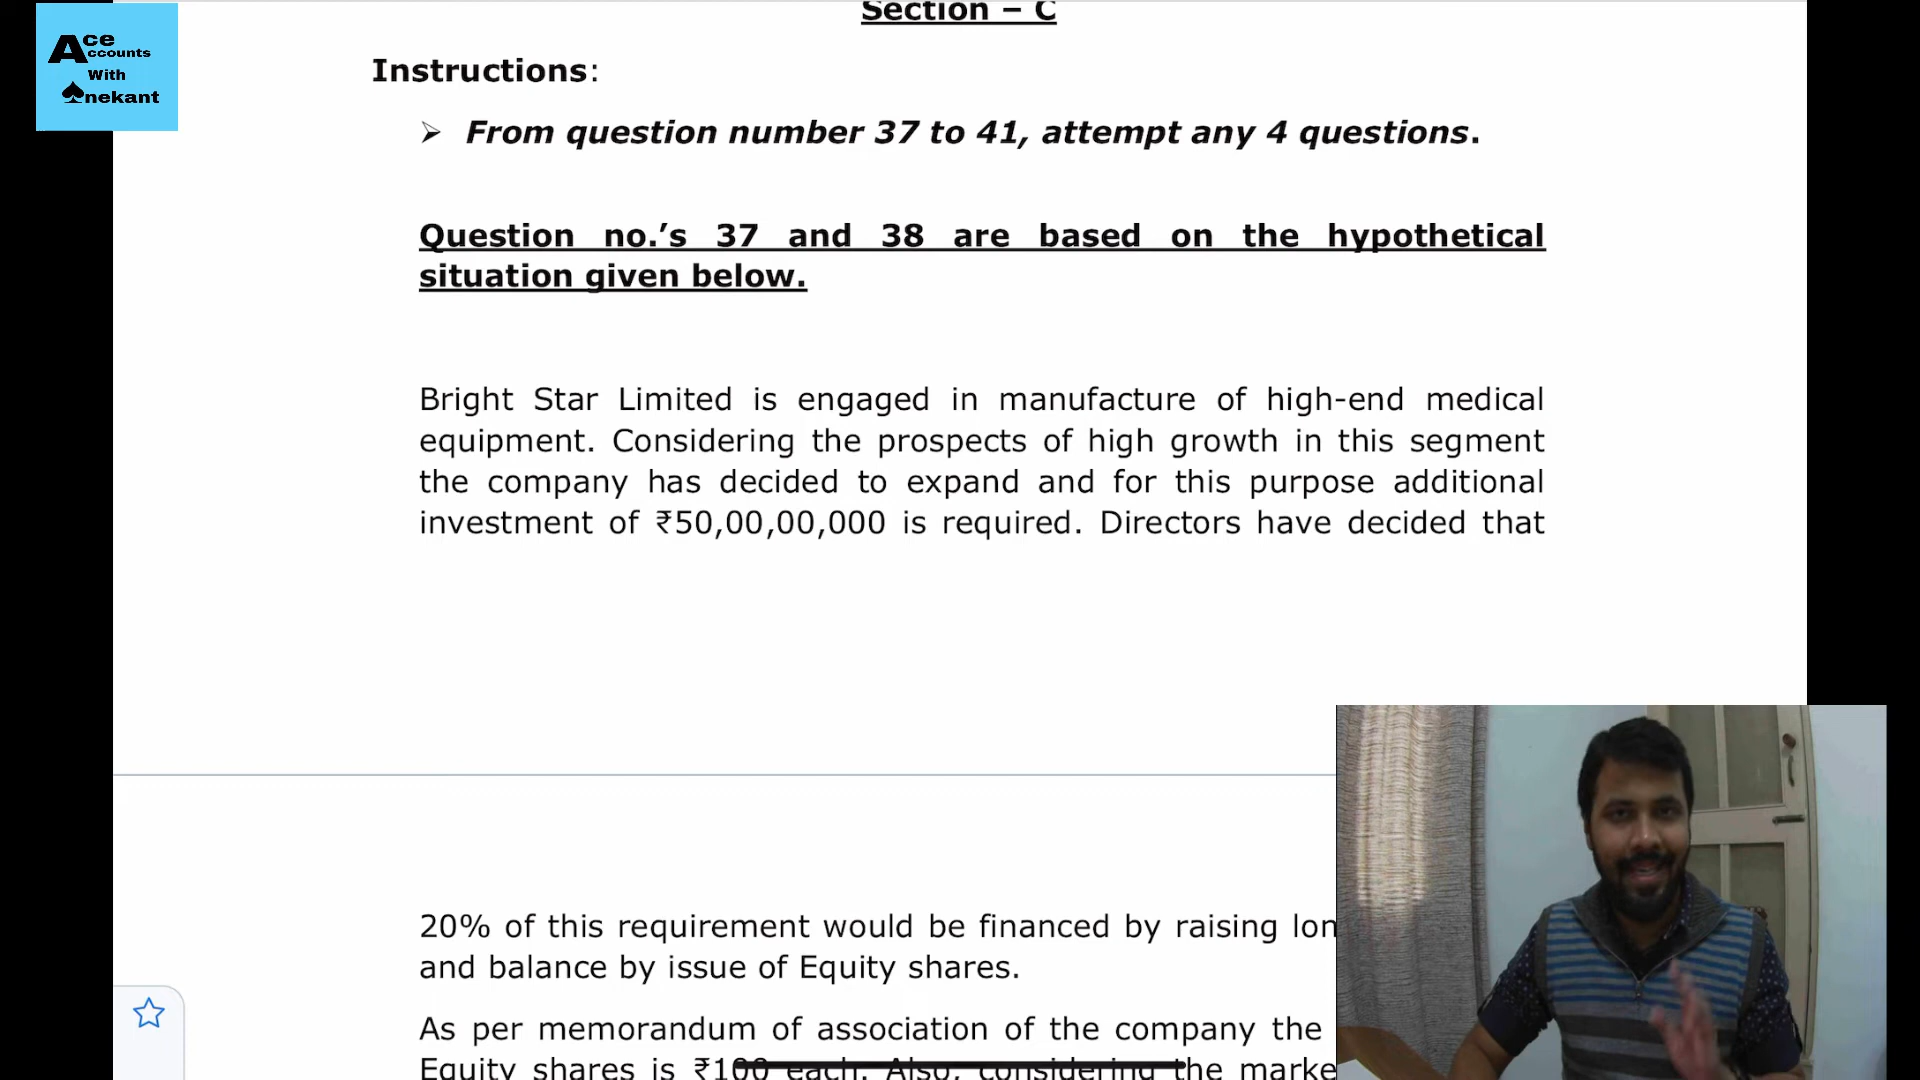 Ace
Accounts
With
Anekant
Section – C
Instructions:
➢ From question number 37 to 41, attempt any 4 questions.
Question no.’s 37 and 38 are based on the hypothetical
situation given below.
Bright Star Limited is engaged in manufacture of high-end medical
equipment. Considering the prospects of high growth in this segment
the company has decided to expand and for this purpose additional
investment of ₹50,00,00,000 is required. Directors have decided that
20% of this requirement would be financed by raising lon
and balance by issue of Equity shares.
As per memorandum of association of the company the
Equity shares is ₹100 each. Also, considering the marke